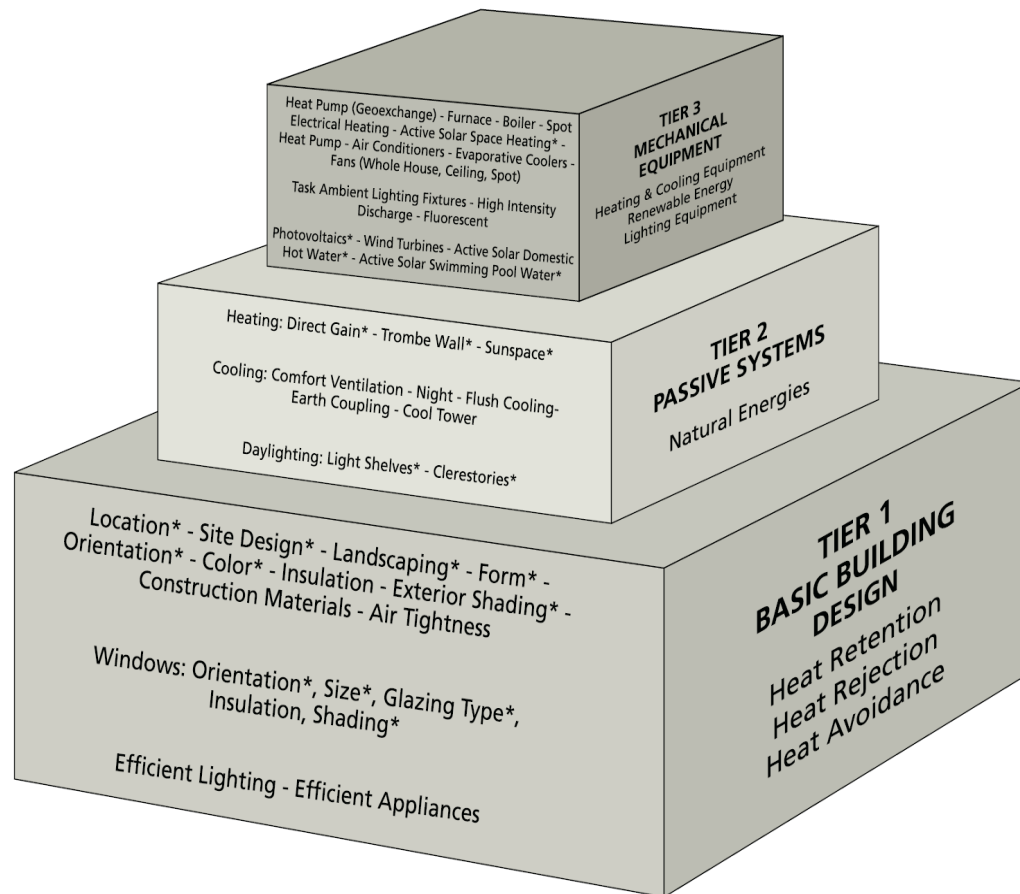 Heat Pump (Geoexchange) - Furnace - Boiler - Spot
Electrical Heating - Active Solar Space Heating* -
Heat Pump - Air Conditioners - Evaporative Coolers -
Fans (Whole House, Ceiling, Spot)
Task Ambient Lighting Fixtures - High Intensity
Discharge - Fluorescent
Photovoltaics* - Wind Turbines - Active Solar Domestic
Hot Water* - Active Solar Swimming Pool Water*
TIER 3
MECHANICAL
EQUIPMENT
Heating & Cooling Equipment
Renewable Energy
Lighting Equipment
Heating: Direct Gain* - Trombe Wall* - Sunspace*
Cooling: Comfort Ventilation - Night - Flush Cooling-
Earth Coupling - Cool Tower
Daylighting: Light Shelves* - Clerestories*
TIER 2
PASSIVE SYSTEMS
Natural Energies
Location* - Site Design* - Landscaping* - Form* -
Orientation* - Color* - Insulation - Exterior Shading* -
Construction Materials - Air Tightness
Windows: Orientation*, Size*, Glazing Type*,
Insulation, Shading*
Efficient Lighting - Efficient Appliances
TIER 1
BASIC BUILDING
DESIGN
Heat Retention
Heat Rejection
Heat Avoidance